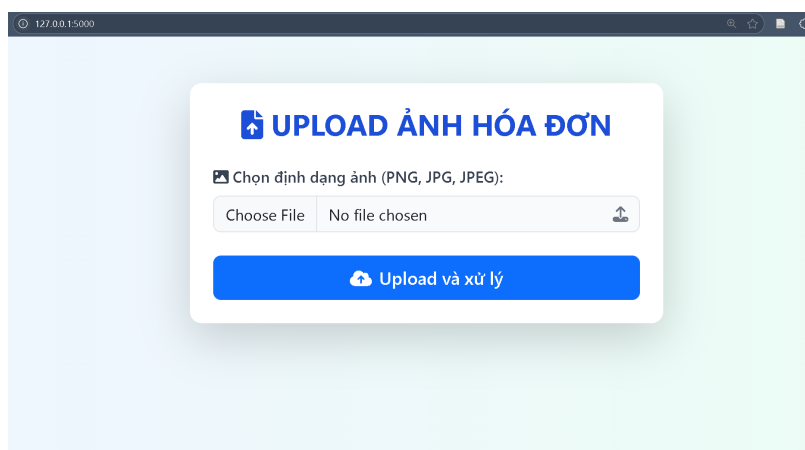 127.0.0.1:5000
UPLOAD ẢNH HÓA ĐƠN
Chọn định dạng ảnh (PNG, JPG, JPEG):
Choose File No file chosen
Upload và xử lý